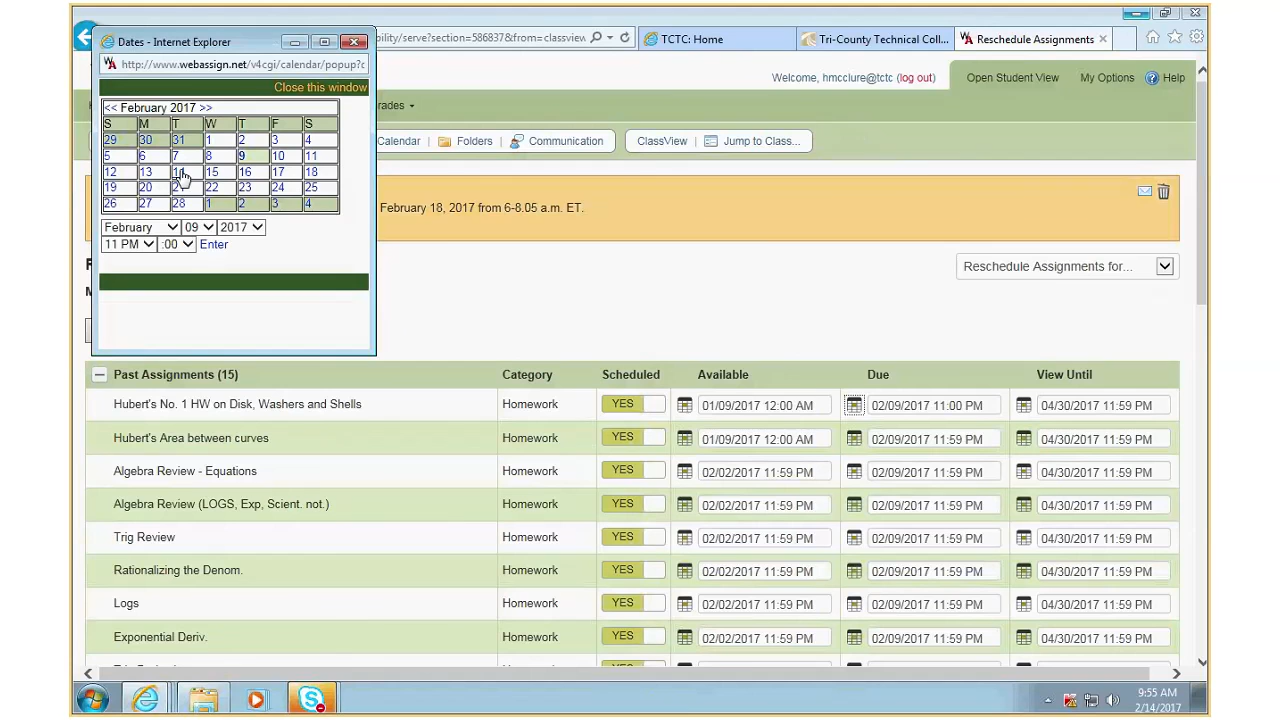 Dates - Internet Explorer
http://www.webassign.net/v4cgi/calendar/popup?c
Close this window
<< February 2017 >>
S M T W T F S
29 30 31 1 2 3 4
5 6 7 8 9 10 11
12 13 14 15 16 17 18
19 20 21 22 23 24 25
26 27 28 1 2 3 4
February 09 2017
11 PM :00 Enter
bility/serve?section=586837&from=classview
TCTC: Home
Tri-County Technical Coll...
Reschedule Assignments
Welcome, hmcclure@tctc (log out)
Open Student View
My Options
Help
rades
Calendar
Folders
Communication
ClassView
Jump to Class...
February 18, 2017 from 6-8.05 a.m. ET.
Reschedule Assignments for...
Past Assignments (15) Category Scheduled Available Due View Until
Hubert's No. 1 HW on Disk, Washers and Shells Homework YES 01/09/2017 12:00 AM 02/09/2017 11:00 PM 04/30/2017 11:59 PM
Hubert's Area between curves Homework YES 01/09/2017 12:00 AM 02/09/2017 11:59 PM 04/30/2017 11:59 PM
Algebra Review - Equations Homework YES 02/02/2017 11:59 PM 02/09/2017 11:59 PM 04/30/2017 11:59 PM
Algebra Review (LOGS, Exp, Scient. not.) Homework YES 02/02/2017 11:59 PM 02/09/2017 11:59 PM 04/30/2017 11:59 PM
Trig Review Homework YES 02/02/2017 11:59 PM 02/09/2017 11:59 PM 04/30/2017 11:59 PM
Rationalizing the Denom. Homework YES 02/02/2017 11:59 PM 02/09/2017 11:59 PM 04/30/2017 11:59 PM
Logs Homework YES 02/02/2017 11:59 PM 02/09/2017 11:59 PM 04/30/2017 11:59 PM
Exponential Deriv. Homework YES 02/02/2017 11:59 PM 02/09/2017 11:59 PM 04/30/2017 11:59 PM
9:55 AM
2/14/2017